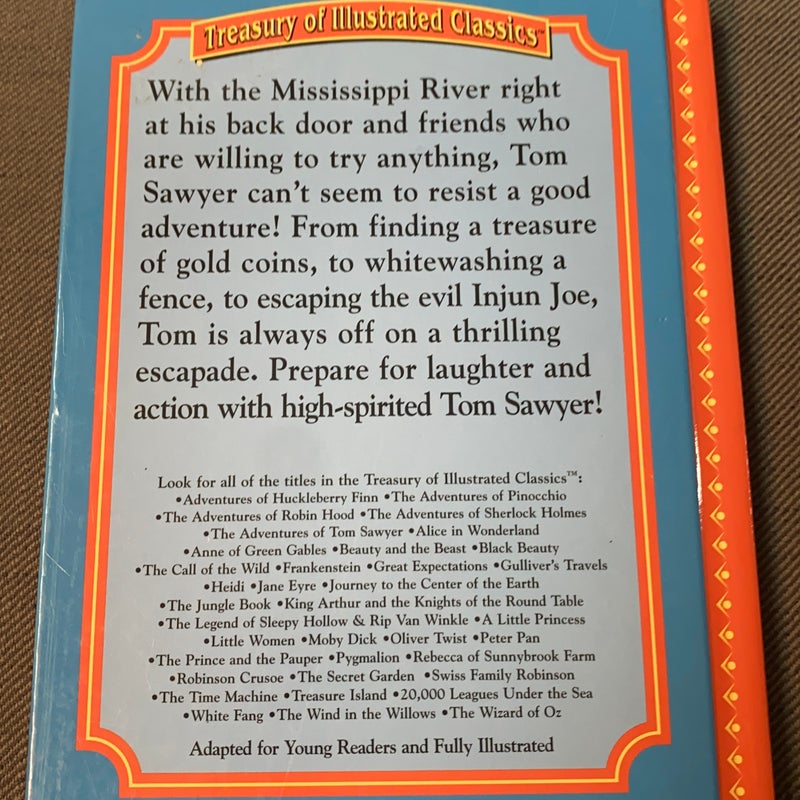 Treasury of Illustrated Classics™
With the Mississippi River right
at his back door and friends who
are willing to try anything, Tom
Sawyer can't seem to resist a good
adventure! From finding a treasure
of gold coins, to whitewashing a
fence, to escaping the evil Injun Joe,
Tom is always off on a thrilling
escapade. Prepare for laughter and
action with high-spirited Tom Sawyer!
Look for all of the titles in the Treasury of Illustrated Classics™:
•Adventures of Huckleberry Finn •The Adventures of Pinocchio
•The Adventures of Robin Hood •The Adventures of Sherlock Holmes
•The Adventures of Tom Sawyer •Alice in Wonderland
•Anne of Green Gables •Beauty and the Beast •Black Beauty
•The Call of the Wild •Frankenstein •Great Expectations •Gulliver's Travels
•Heidi •Jane Eyre •Journey to the Center of the Earth
•The Jungle Book •King Arthur and the Knights of the Round Table
•The Legend of Sleepy Hollow & Rip Van Winkle •A Little Princess
•Little Women •Moby Dick •Oliver Twist •Peter Pan
•The Prince and the Pauper •Pygmalion •Rebecca of Sunnybrook Farm
•Robinson Crusoe •The Secret Garden •Swiss Family Robinson
•The Time Machine •Treasure Island •20,000 Leagues Under the Sea
•White Fang •The Wind in the Willows •The Wizard of Oz
Adapted for Young Readers and Fully Illustrated